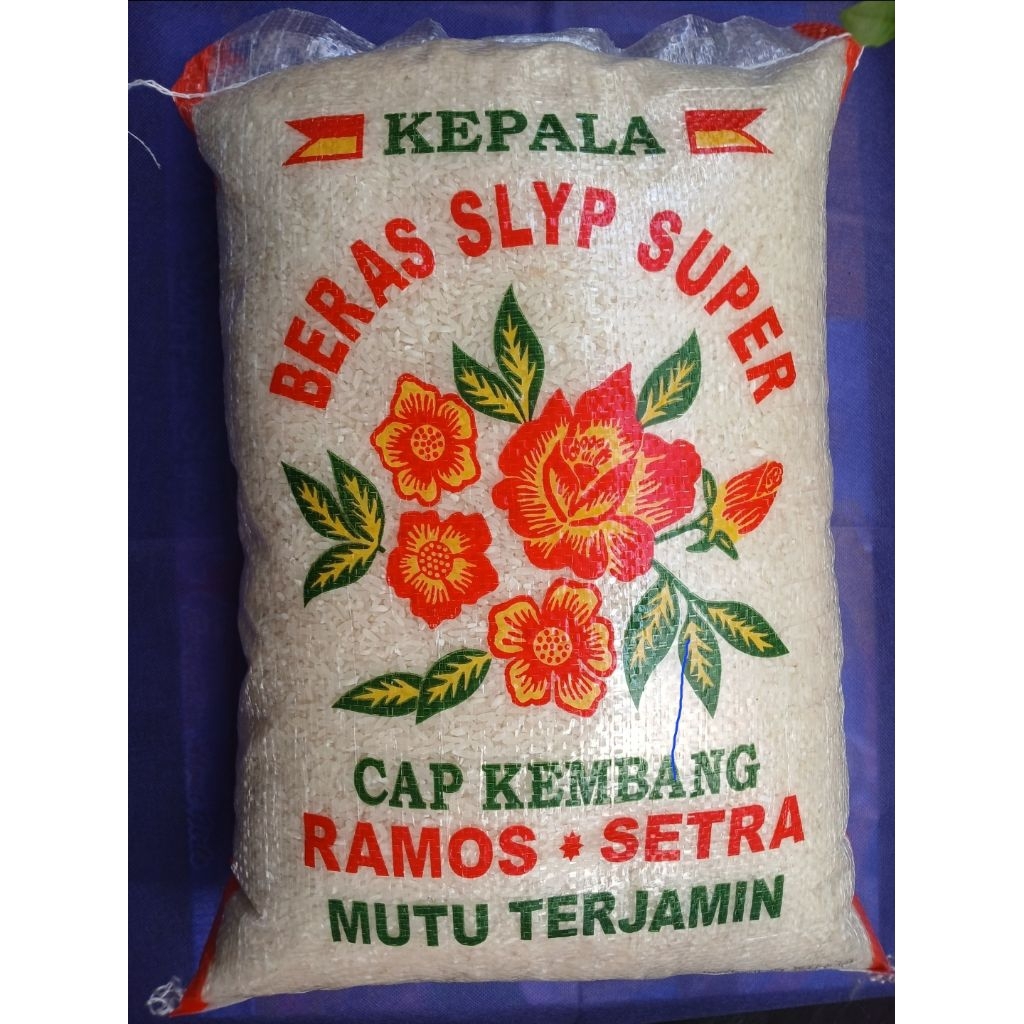 KEPALA
BERAS SLYP SUPER
CAP KEMBANG
RAMOS * SETRA
MUTU TERJAMIN